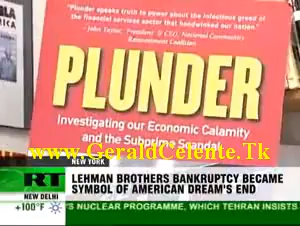 "Plunder speaks truth to power about the infectious greed of
the financial services sector that bankrupted our nation."
- John Taylor, President & CEO, National Community
Reinvestment Coalition
PLUNDER
Investigating our Economic Calamity
and the Subprime Scandal
www.GeraldCelente.Tk
NEW YORK
RT
NEW DELHI
LEHMAN BROTHERS BANKRUPTCY BECAME
SYMBOL OF AMERICAN DREAM'S END
+100°F
S NUCLEAR PROGRAMME, WHICH TEHRAN INSISTS